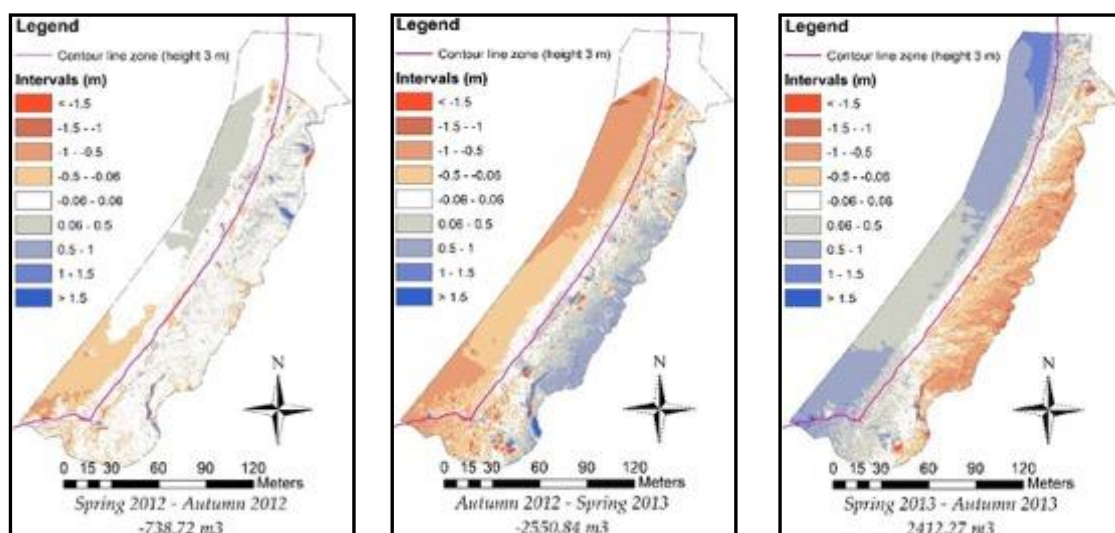 Legend
Contour line zone (height 3 m)
Intervals (m)
< -1.5
-1.5 - -1
-1 - -0.5
-0.5 - -0.06
-0.06 - 0.06
0.06 - 0.5
0.5 - 1
1 - 1.5
> 1.5
N
0 15 30 60 90 120
Meters
Spring 2012 - Autumn 2012
-738.72 m3
Legend
Contour line zone (height 3 m)
Intervals (m)
< -1.5
-1.5 - -1
-1 - -0.5
-0.5 - -0.06
-0.06 - 0.06
0.06 - 0.5
0.5 - 1
1 - 1.5
> 1.5
N
0 15 30 60 90 120
Meters
Autumn 2012 - Spring 2013
-2550.84 m3
Legend
Contour line zone (height 3 m)
Intervals (m)
< -1.5
-1.5 - -1
-1 - -0.5
-0.5 - -0.06
-0.06 - 0.06
0.06 - 0.5
0.5 - 1
1 - 1.5
> 1.5
N
0 15 30 60 90 120
Meters
Spring 2013 - Autumn 2013
2412.27 m3